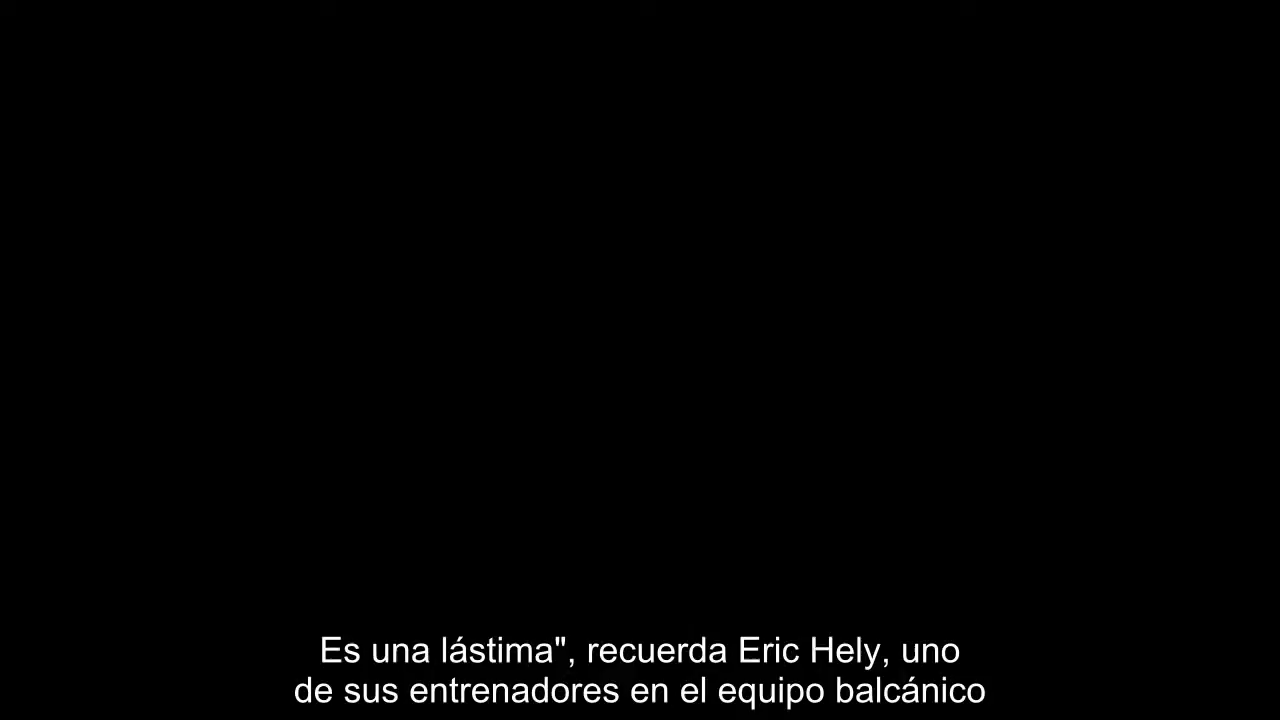 Es una lástima", recuerda Eric Hely, uno
de sus entrenadores en el equipo balcánico